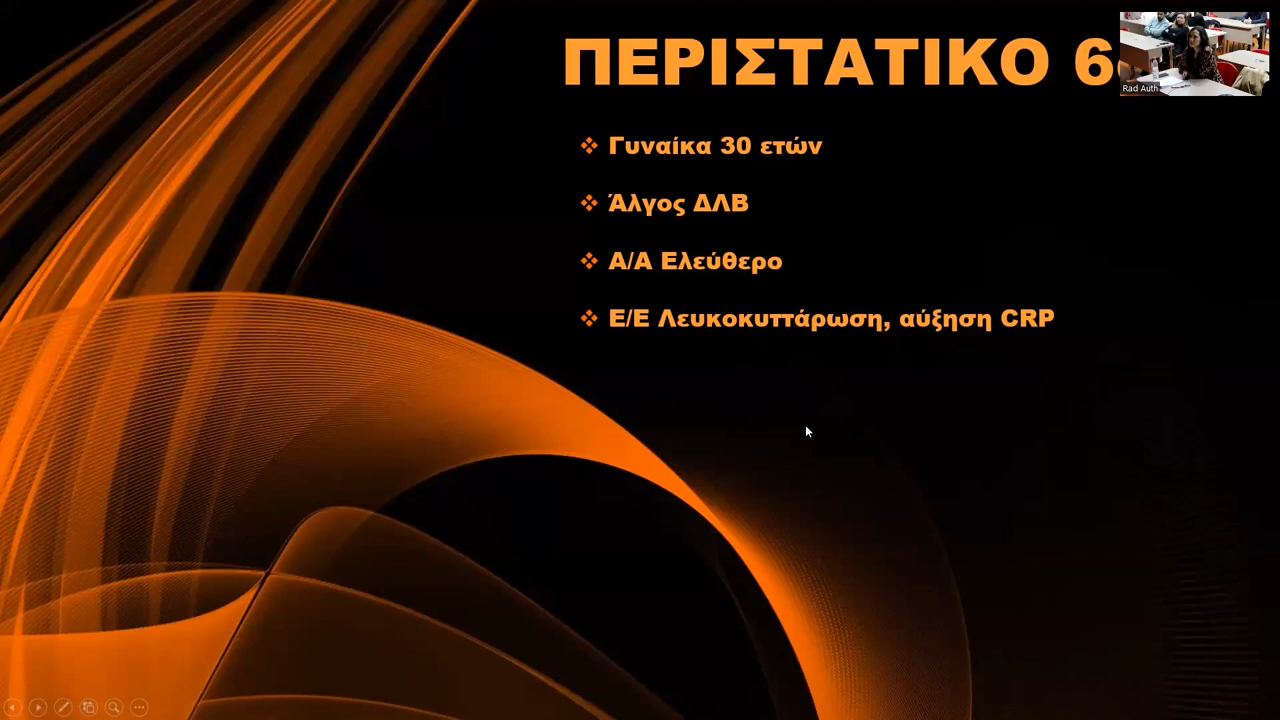 ΠΕΡΙΣΤΑΤΙΚΟ 6
Rad Auth
Γυναίκα 30 ετών
Άλγος ΔΛΒ
Α/Α Ελεύθερο
Ε/Ε Λευκοκυττάρωση, αύξηση CRP